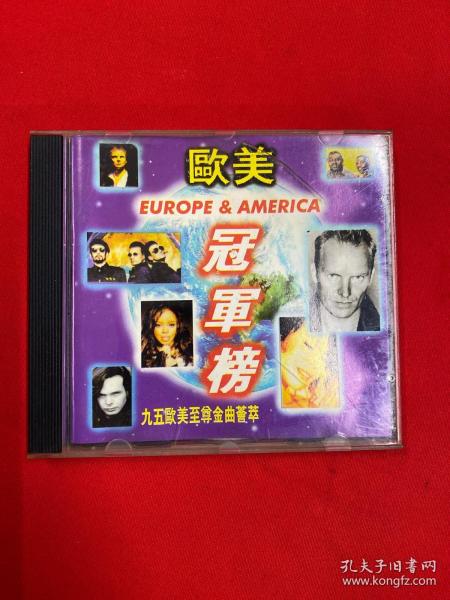 歐美
EUROPE & AMERICA
冠軍榜
九五歐美至尊金曲薈萃
孔夫子旧书网
www.kongfz.com